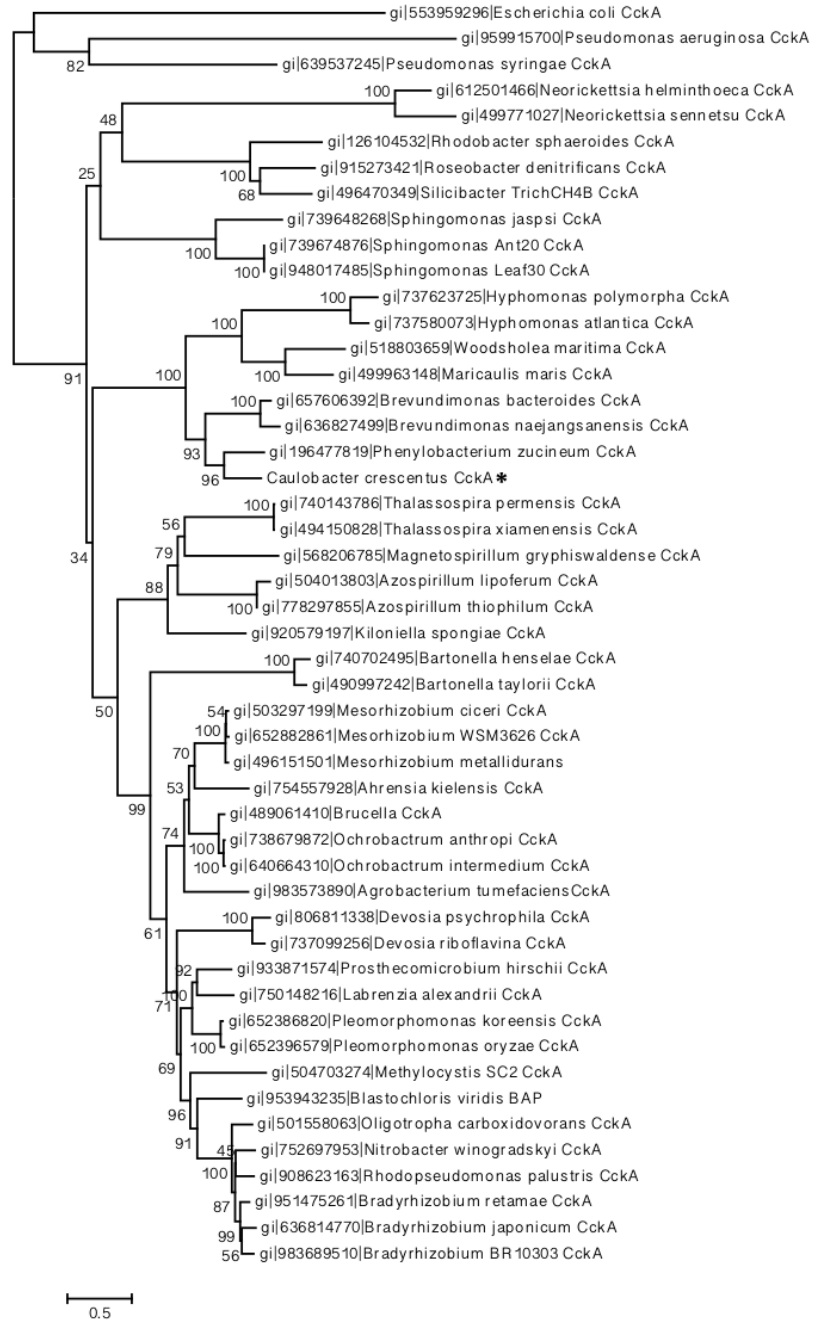 gi|553959296|Escherichia coli CckA
gi|959915700|Pseudomonas aeruginosa CckA
82
gi|639537245|Pseudomonas syringae CckA
100
gi|612501466|Neorickettsia helminthoeca CckA
gi|499771027|Neorickettsia sennetsu CckA
48
gi|126104532|Rhodobacter sphaeroides CckA
100
gi|915273421|Roseobacter denitrificans CckA
25
68
gi|496470349|Silicibacter TrichCH4B CckA
gi|739648268|Sphingomonas jaspsi CckA
100
gi|739674876|Sphingomonas Ant20 CckA
100
gi|948017485|Sphingomonas Leaf30 CckA
100
gi|737623725|Hyphomonas polymorpha CckA
100
gi|737580073|Hyphomonas atlantica CckA
gi|518803659|Woodsholea maritima CckA
91
100
100
gi|499963148|Maricaulis maris CckA
100
gi|657606392|Brevundimonas bacteroides CckA
gi|636827499|Brevundimonas naejangsanensis CckA
93
gi|196477819|Phenylobacterium zucineum CckA
96
Caulobacter crescentus CckA*
100
gi|740143786|Thalassospira permensis CckA
56
gi|494150828|Thalassospira xiamenensis CckA
34
79
gi|568206785|Magnetospirillum gryphiswaldense CckA
88
gi|504013803|Azospirillum lipoferum CckA
100
gi|778297855|Azospirillum thiophilum CckA
gi|920579197|Kiloniella spongiae CckA
100
gi|740702495|Bartonella henselae CckA
gi|490997242|Bartonella taylorii CckA
50
54
gi|503297199|Mesorhizobium ciceri CckA
100
gi|652882861|Mesorhizobium WSM3626 CckA
70
gi|496151501|Mesorhizobium metallidurans
53
gi|754557928|Ahrensia kielensis CckA
99
gi|489061410|Brucella CckA
74
100
gi|738679872|Ochrobactrum anthropi CckA
100
gi|640664310|Ochrobactrum intermedium CckA
gi|983573890|Agrobacterium tumefaciensCckA
61
100
gi|806811338|Devosia psychrophila CckA
gi|737099256|Devosia riboflavina CckA
92
gi|933871574|Prosthecomicrobium hirschii CckA
71
100
gi|750148216|Labrenzia alexandrii CckA
gi|652386820|Pleomorphomonas koreensis CckA
100
gi|652396579|Pleomorphomonas oryzae CckA
69
gi|504703274|Methylocystis SC2 CckA
96
gi|953943235|Blastochloris viridis BAP
91
gi|501558063|Oligotropha carboxidovorans CckA
45
gi|752697953|Nitrobacter winogradskyi CckA
100
gi|908623163|Rhodopseudomonas palustris CckA
87
gi|951475261|Bradyrhizobium retamae CckA
99
gi|636814770|Bradyrhizobium japonicum CckA
56
gi|983689510|Bradyrhizobium BR10303 CckA
0.5